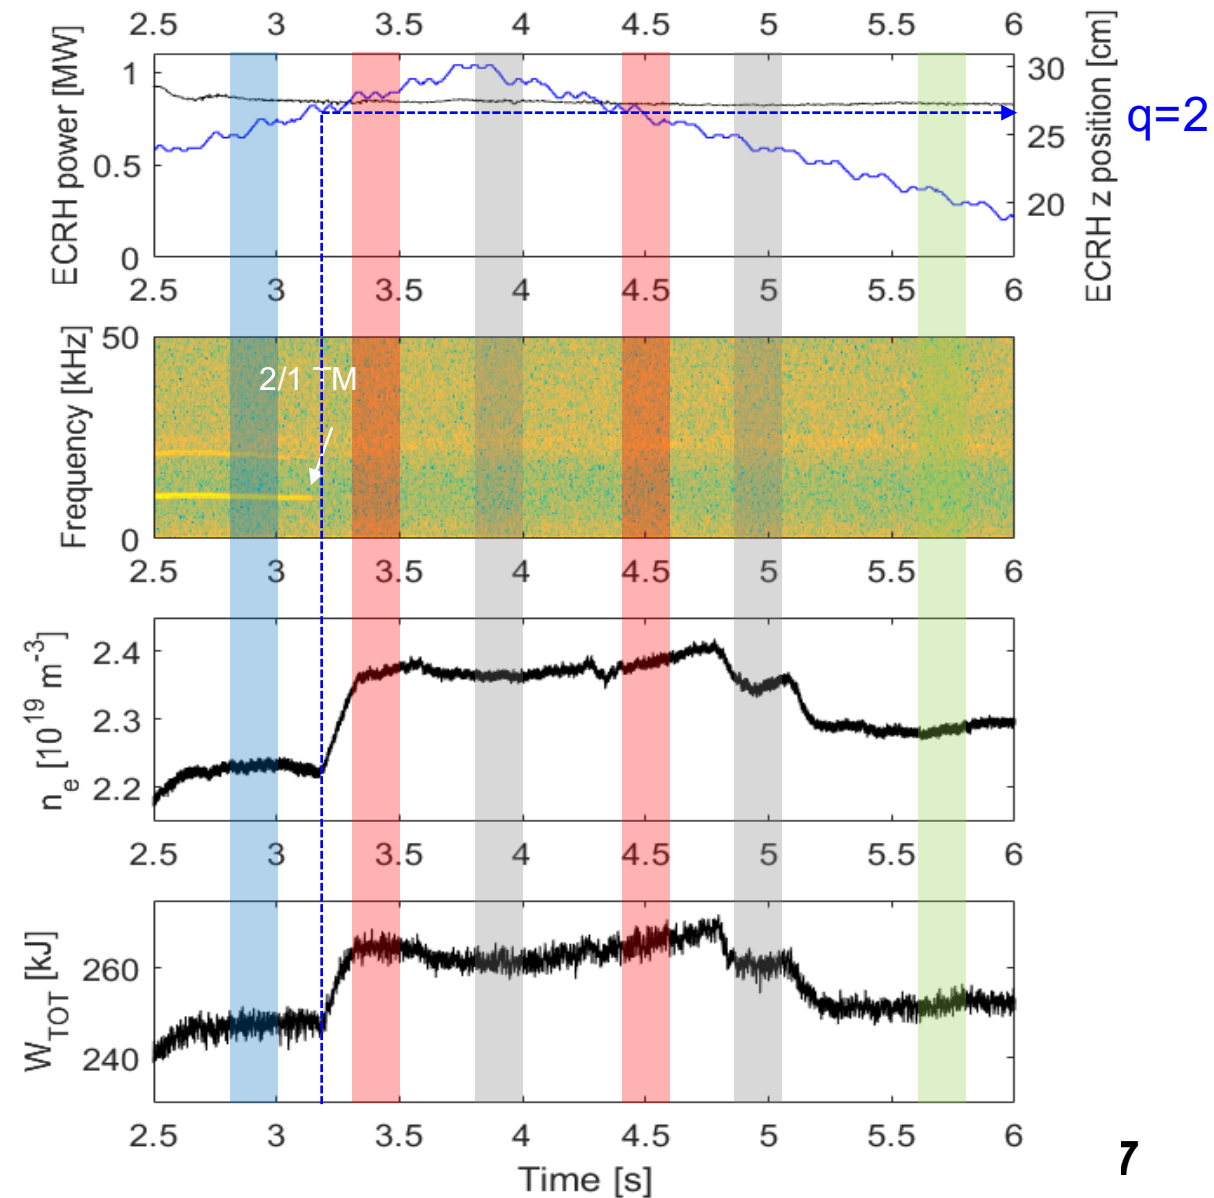 2.5 3 3.5 4 4.5 5 5.5 6
ECRH power [MW]
1
0.5
0
30
25
20
ECRH z position [cm]
q=2
2.5 3 3.5 4 4.5 5 5.5 6
Frequency [kHz]
50
0
2/1 TM
2.5 3 3.5 4 4.5 5 5.5 6
n_e [10^19 m^-3]
2.4
2.3
2.2
2.5 3 3.5 4 4.5 5 5.5 6
W_TOT [kJ]
260
240
2.5 3 3.5 4 4.5 5 5.5 6
Time [s]
7